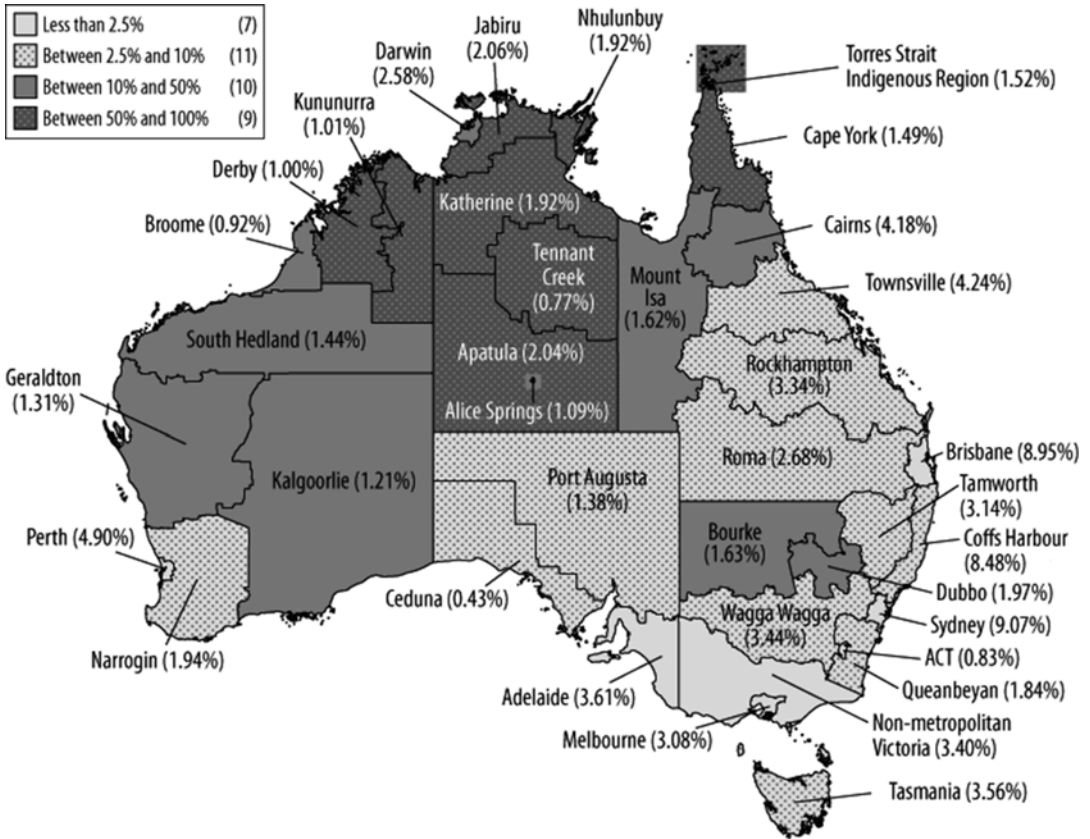 Less than 2.5% (7)
Between 2.5% and 10% (11)
Between 10% and 50% (10)
Between 50% and 100% (9)
Nhulunbuy
(1.92%)
Jabiru
(2.06%)
Darwin
(2.58%)
Kununurra
(1.01%)
Derby (1.00%)
Broome (0.92%)
Torres Strait
Indigenous Region (1.52%)
Cape York (1.49%)
Katherine (1.92%)
Tennant
Creek
(0.77%)
Mount
Isa
(1.62%)
Cairns (4.18%)
Townsville (4.24%)
South Hedland (1.44%)
Apatula (2.04%)
Alice Springs (1.09%)
Rockhampton
(3.34%)
Geraldton
(1.31%)
Kalgoorlie (1.21%)
Port Augusta
(1.38%)
Roma (2.68%)
Brisbane (8.95%)
Tamworth
(3.14%)
Coffs Harbour
(8.48%)
Perth (4.90%)
Bourke
(1.63%)
Dubbo (1.97%)
Ceduna (0.43%)
Wagga Wagga
(3.44%)
Sydney (9.07%)
ACT (0.83%)
Queanbeyan (1.84%)
Narrogin (1.94%)
Adelaide (3.61%)
Melbourne (3.08%)
Non-metropolitan
Victoria (3.40%)
Tasmania (3.56%)